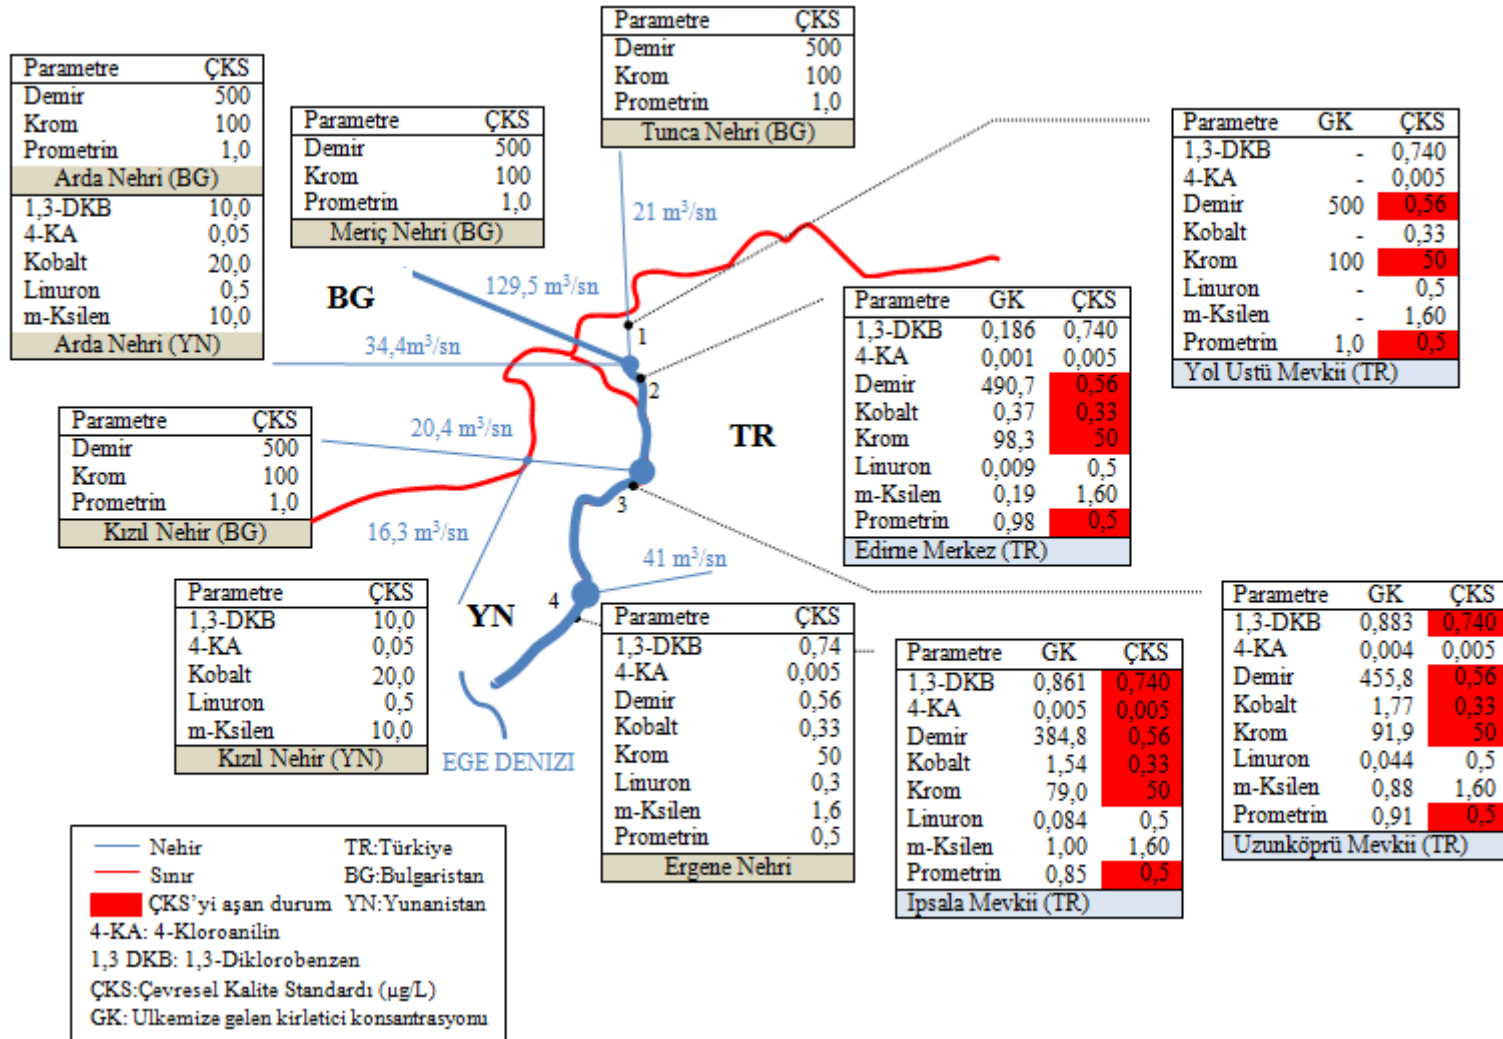 Parametre ÇKS
Demir 500
Krom 100
Prometrin 1,0
Tunca Nehri (BG)
Parametre ÇKS
Demir 500
Krom 100
Prometrin 1,0
Arda Nehri (BG)
1,3-DKB 10,0
4-KA 0,05
Kobalt 20,0
Linuron 0,5
m-Ksilen 10,0
Arda Nehri (YN)
Parametre ÇKS
Demir 500
Krom 100
Prometrin 1,0
Meriç Nehri (BG)
Parametre GK ÇKS
1,3-DKB - 0,740
4-KA - 0,005
Demir 500 0,56
Kobalt - 0,33
Krom 100 50
Linuron - 0,5
m-Ksilen - 1,60
Prometrin 1,0 0,5
Yol Ustü Mevkii (TR)
21 m³/sn
129,5 m³/sn
BG
34,4m³/sn
1
2
Parametre GK ÇKS
1,3-DKB 0,186 0,740
4-KA 0,001 0,005
Demir 490,7 0,56
Kobalt 0,37 0,33
Krom 98,3 50
Linuron 0,009 0,5
m-Ksilen 0,19 1,60
Prometrin 0,98 0,5
Edirne Merkez (TR)
TR
Parametre ÇKS
Demir 500
Krom 100
Prometrin 1,0
Kızıl Nehir (BG)
20,4 m³/sn
3
16,3 m³/sn
41 m³/sn
4
YN
Parametre ÇKS
1,3-DKB 10,0
4-KA 0,05
Kobalt 20,0
Linuron 0,5
m-Ksilen 10,0
Kızıl Nehir (YN)
EGE DENIZI
Parametre ÇKS
1,3-DKB 0,74
4-KA 0,005
Demir 0,56
Kobalt 0,33
Krom 50
Linuron 0,3
m-Ksilen 1,6
Prometrin 0,5
Ergene Nehri
Parametre GK ÇKS
1,3-DKB 0,861 0,740
4-KA 0,005 0,005
Demir 384,8 0,56
Kobalt 1,54 0,33
Krom 79,0 50
Linuron 0,084 0,5
m-Ksilen 1,00 1,60
Prometrin 0,85 0,5
Ipsala Mevkii (TR)
Parametre GK ÇKS
1,3-DKB 0,883 0,740
4-KA 0,004 0,005
Demir 455,8 0,56
Kobalt 1,77 0,33
Krom 91,9 50
Linuron 0,044 0,5
m-Ksilen 0,88 1,60
Prometrin 0,91 0,5
Uzunköprü Mevkii (TR)
Nehir TR:Türkiye
Sınır BG:Bulgaristan
ÇKS'yi aşan durum YN:Yunanistan
4-KA: 4-Kloroanilin
1,3 DKB: 1,3-Diklorobenzen
ÇKS:Çevresel Kalite Standardı (µg/L)
GK: Ulkemize gelen kirletici konsantrasyonu